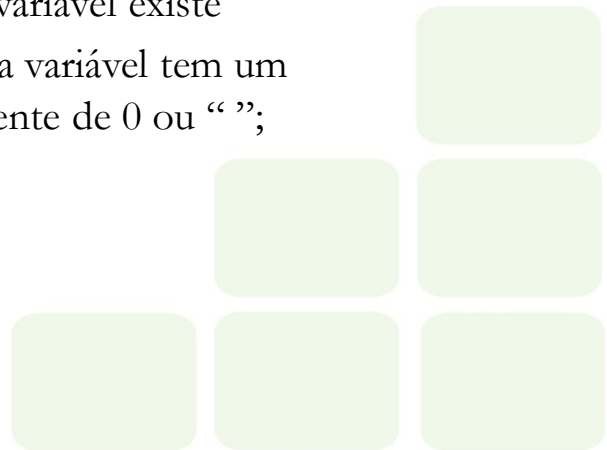 variável existe
a variável tem um
ente de 0 ou “ ”;